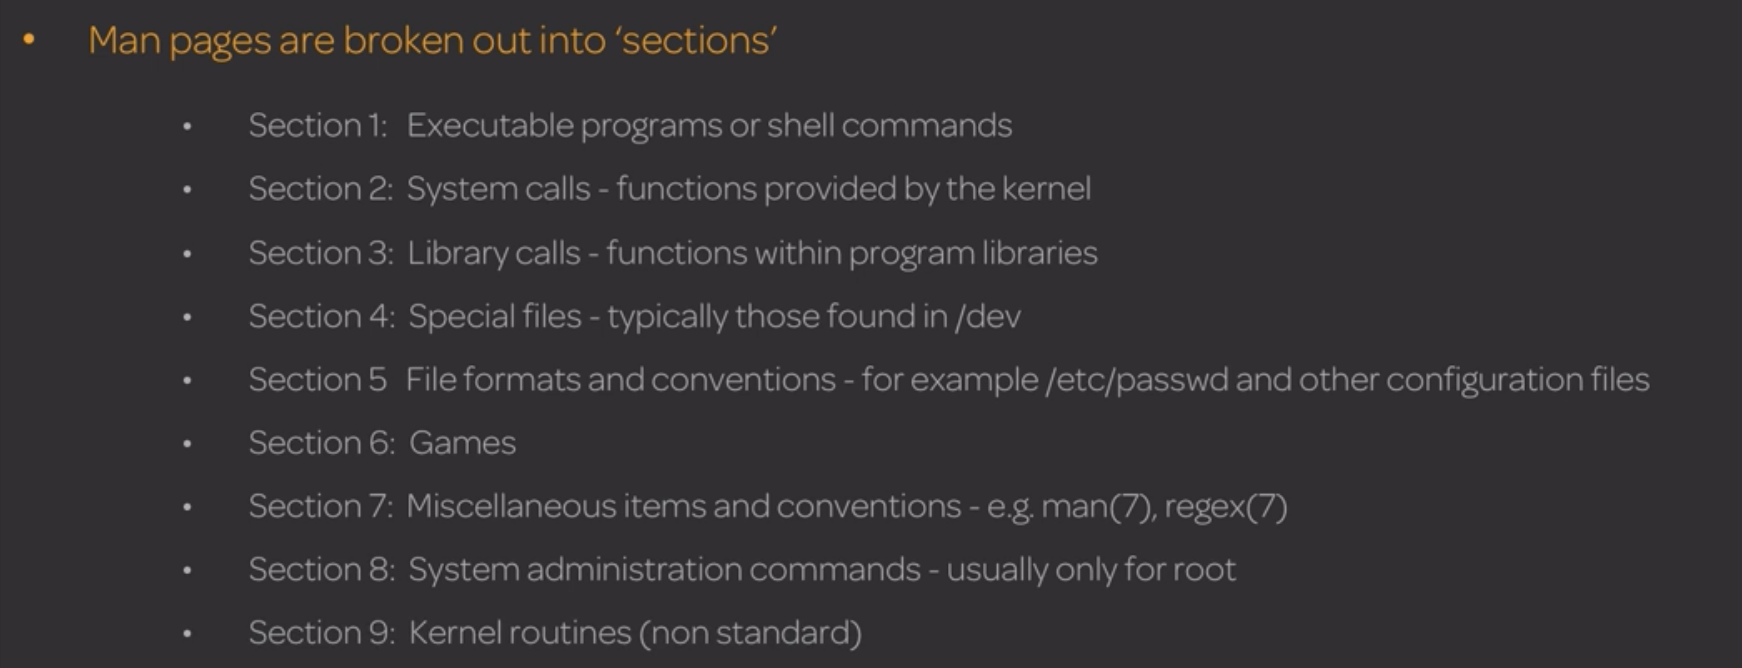 • Man pages are broken out into ‘sections’
• Section 1: Executable programs or shell commands
• Section 2: System calls - functions provided by the kernel
• Section 3: Library calls - functions within program libraries
• Section 4: Special files - typically those found in /dev
• Section 5 File formats and conventions - for example /etc/passwd and other configuration files
• Section 6: Games
• Section 7: Miscellaneous items and conventions - e.g. man(7), regex(7)
• Section 8: System administration commands - usually only for root
• Section 9: Kernel routines (non standard)